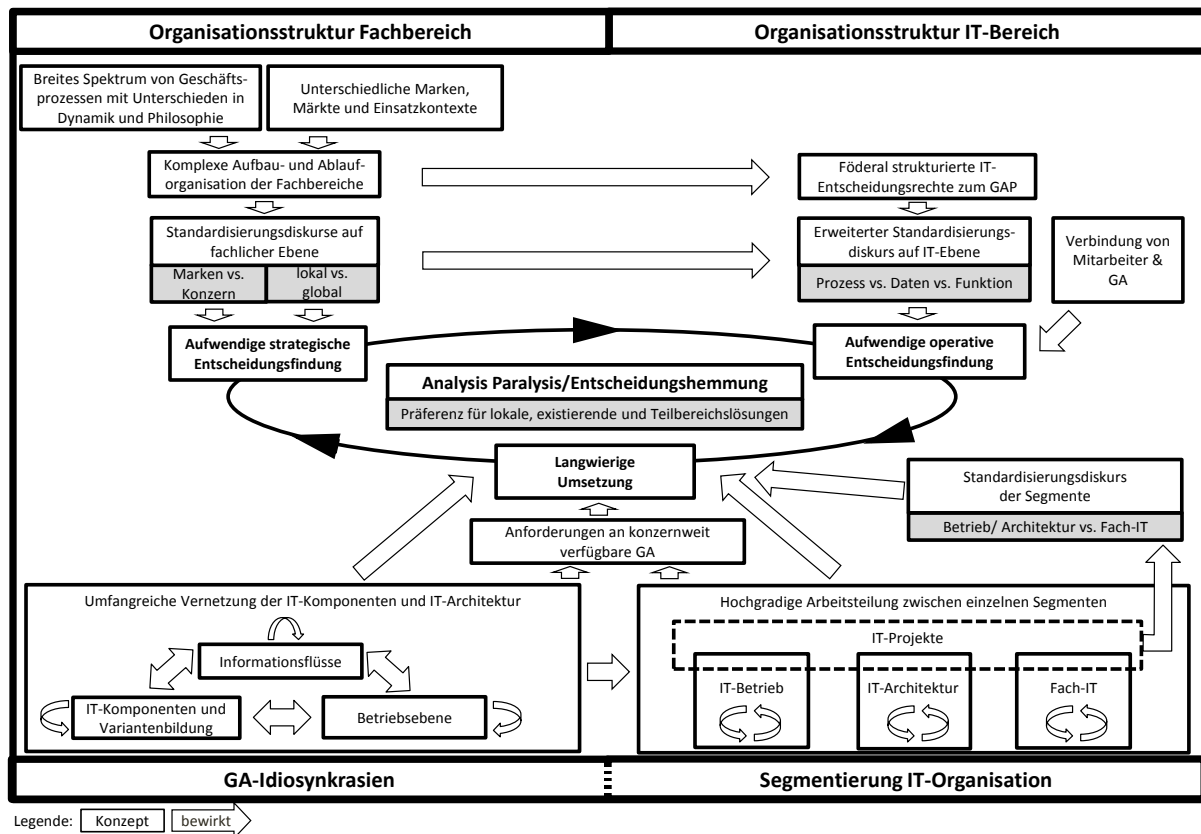 Organisationsstruktur Fachbereich
Organisationsstruktur IT-Bereich
Breites Spektrum von Geschäfts-
prozessen mit Unterschieden in
Dynamik und Philosophie
Unterschiedliche Marken,
Märkte und Einsatzkontexte
Komplexe Aufbau- und Ablauf-
organisation der Fachbereiche
Föderal strukturierte IT-
Entscheidungsrechte zum GAP
Standardisierungsdiskurse auf
fachlicher Ebene
Marken vs.
Konzern
lokal vs.
global
Erweiterter Standardisierungs-
diskurs auf IT-Ebene
Prozess vs. Daten vs. Funktion
Verbindung von
Mitarbeiter &
GA
Aufwendige strategische
Entscheidungsfindung
Aufwendige operative
Entscheidungsfindung
Analysis Paralysis/Entscheidungshemmung
Präferenz für lokale, existierende und Teilbereichslösungen
Langwierige
Umsetzung
Standardisierungsdiskurs
der Segmente
Betrieb/ Architektur vs. Fach-IT
Anforderungen an konzernweit
verfügbare GA
Umfangreiche Vernetzung der IT-Komponenten und IT-Architektur
Informationsflüsse
IT-Komponenten und
Variantenbildung
Betriebsebene
Hochgradige Arbeitsteilung zwischen einzelnen Segmenten
IT-Projekte
IT-Betrieb
IT-Architektur
Fach-IT
GA-Idiosynkrasien
Segmentierung IT-Organisation
Legende:
Konzept
bewirkt